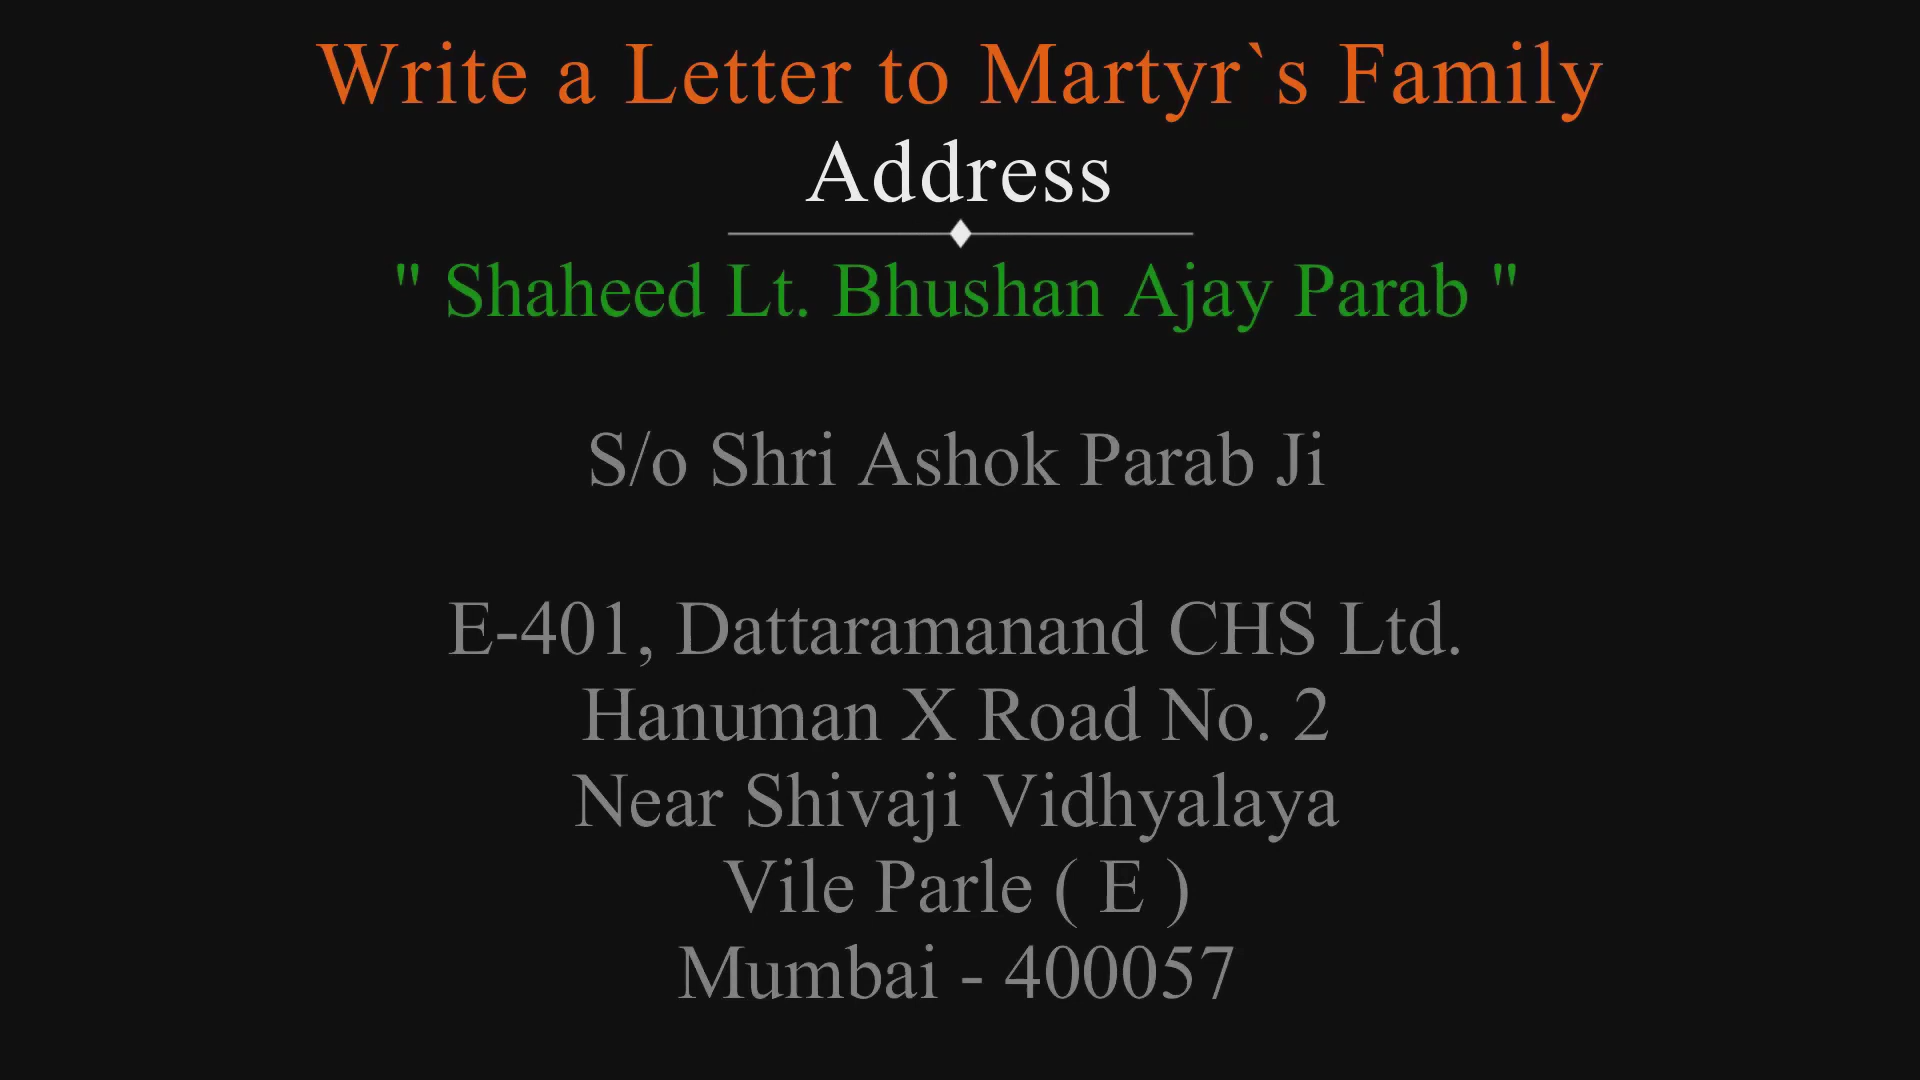 Write a Letter to Martyr`s Family
Address
" Shaheed Lt. Bhushan Ajay Parab "
S/o Shri Ashok Parab Ji
E-401, Dattaramanand CHS Ltd.
Hanuman X Road No. 2
Near Shivaji Vidhyalaya
Vile Parle ( E )
Mumbai - 400057